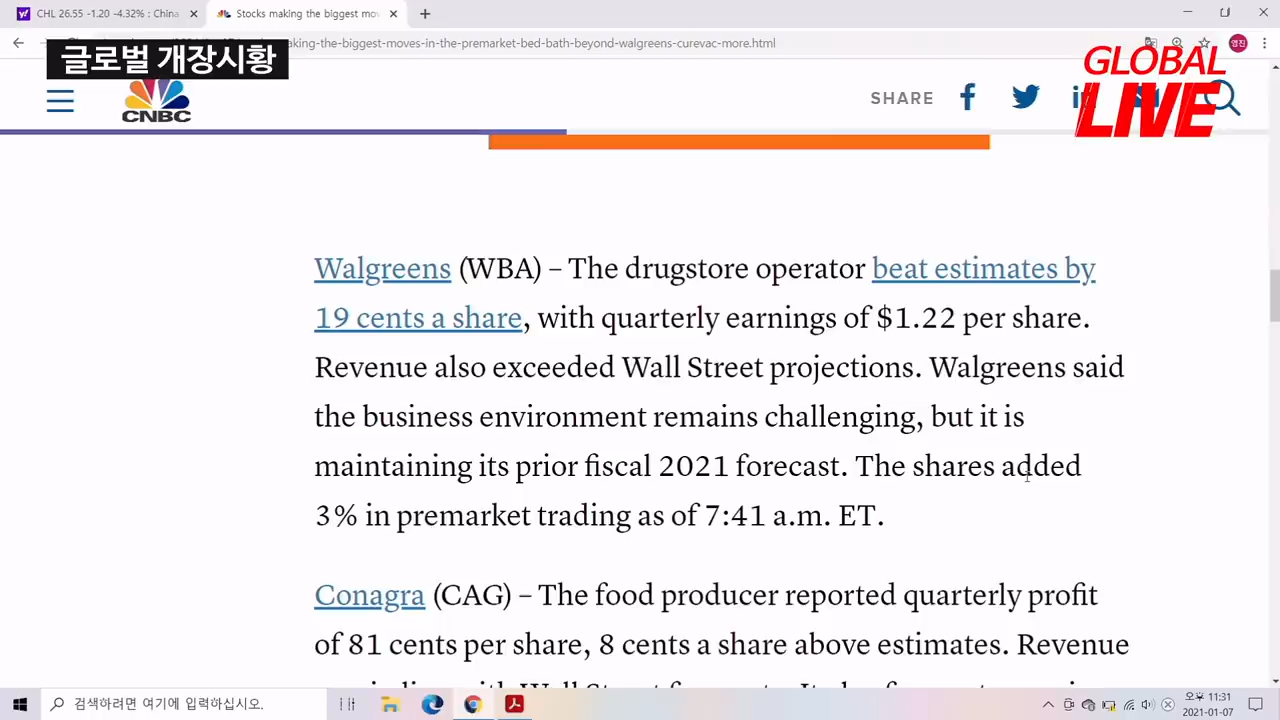 CHL 26.55 -1.20 -4.32% : China
Stocks making the biggest mov
글로벌 개장시황
aking-the-biggest-moves-in-the-premarket-bed-bath-beyond-walgreens-curevac-more.html
영진
GLOBAL
LIVE
CNBC
SHARE
Walgreens (WBA) – The drugstore operator beat estimates by
19 cents a share, with quarterly earnings of $1.22 per share.
Revenue also exceeded Wall Street projections. Walgreens said
the business environment remains challenging, but it is
maintaining its prior fiscal 2021 forecast. The shares added
3% in premarket trading as of 7:41 a.m. ET.
Conagra (CAG) – The food producer reported quarterly profit
of 81 cents per share, 8 cents a share above estimates. Revenue
검색하려면 여기에 입력하십시오.
오후 11:31
2021-01-07